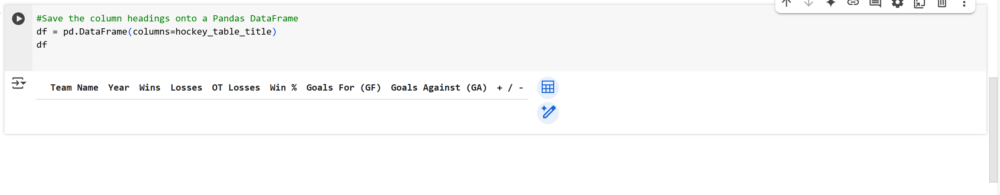 #Save the column headings onto a Pandas DataFrame
df = pd.DataFrame(columns=hockey_table_title)
df
Team Name Year Wins Losses OT Losses Win % Goals For (GF) Goals Against (GA) + / -